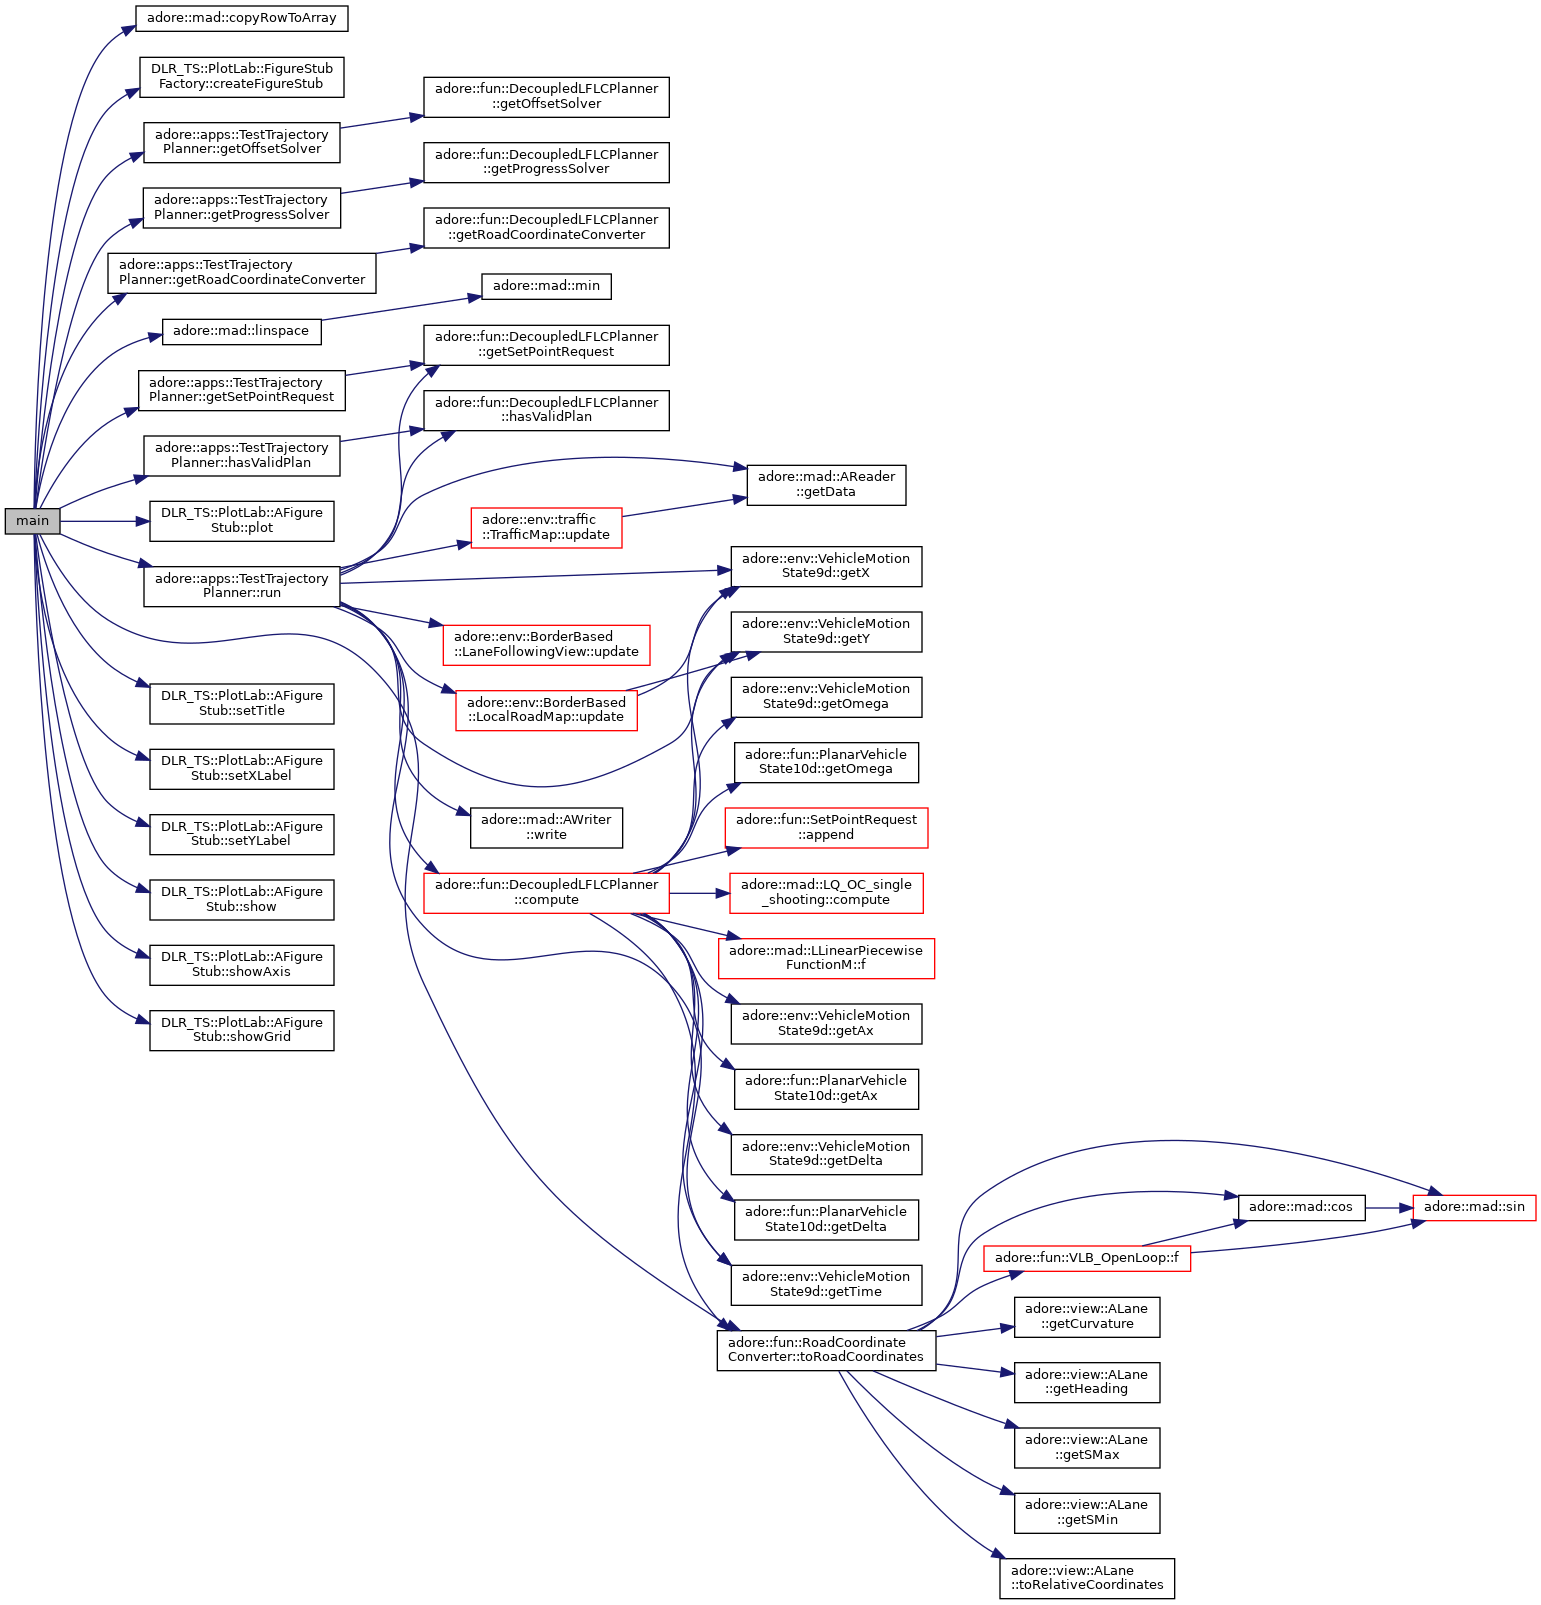 main
adore::mad::copyRowToArray
DLR_TS::PlotLab::FigureStub
Factory::createFigureStub
adore::apps::TestTrajectory
Planner::getOffsetSolver
adore::apps::TestTrajectory
Planner::getProgressSolver
adore::apps::TestTrajectory
Planner::getRoadCoordinateConverter
adore::mad::linspace
adore::apps::TestTrajectory
Planner::getSetPointRequest
adore::apps::TestTrajectory
Planner::hasValidPlan
DLR_TS::PlotLab::AFigure
Stub::plot
adore::apps::TestTrajectory
Planner::run
DLR_TS::PlotLab::AFigure
Stub::setTitle
DLR_TS::PlotLab::AFigure
Stub::setXLabel
DLR_TS::PlotLab::AFigure
Stub::setYLabel
DLR_TS::PlotLab::AFigure
Stub::show
DLR_TS::PlotLab::AFigure
Stub::showAxis
DLR_TS::PlotLab::AFigure
Stub::showGrid
adore::fun::DecoupledLFLCPlanner
::getOffsetSolver
adore::fun::DecoupledLFLCPlanner
::getProgressSolver
adore::fun::DecoupledLFLCPlanner
::getRoadCoordinateConverter
adore::mad::min
adore::fun::DecoupledLFLCPlanner
::getSetPointRequest
adore::fun::DecoupledLFLCPlanner
::hasValidPlan
adore::env::traffic
::TrafficMap::update
adore::env::BorderBased
::LaneFollowingView::update
adore::env::BorderBased
::LocalRoadMap::update
adore::mad::AWriter
::write
adore::fun::DecoupledLFLCPlanner
::compute
adore::mad::AReader
::getData
adore::env::VehicleMotion
State9d::getX
adore::env::VehicleMotion
State9d::getY
adore::env::VehicleMotion
State9d::getOmega
adore::fun::PlanarVehicle
State10d::getOmega
adore::fun::SetPointRequest
::append
adore::mad::LQ_OC_single
_shooting::compute
adore::mad::LLinearPiecewise
FunctionM::f
adore::env::VehicleMotion
State9d::getAx
adore::fun::PlanarVehicle
State10d::getAx
adore::env::VehicleMotion
State9d::getDelta
adore::fun::PlanarVehicle
State10d::getDelta
adore::env::VehicleMotion
State9d::getTime
adore::fun::RoadCoordinate
Converter::toRoadCoordinates
adore::mad::cos
adore::mad::sin
adore::fun::VLB_OpenLoop::f
adore::view::ALane
::getCurvature
adore::view::ALane
::getHeading
adore::view::ALane
::getSMax
adore::view::ALane
::getSMin
adore::view::ALane
::toRelativeCoordinates